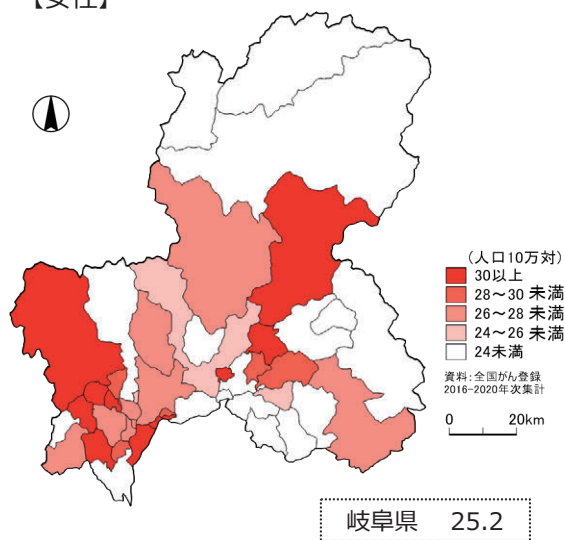 【女性】
(人口10万対)
30以上
28～30 未満
26～28 未満
24～26 未満
24未満
資料:全国がん登録
2016-2020年次集計
0 20km
岐阜県 25.2